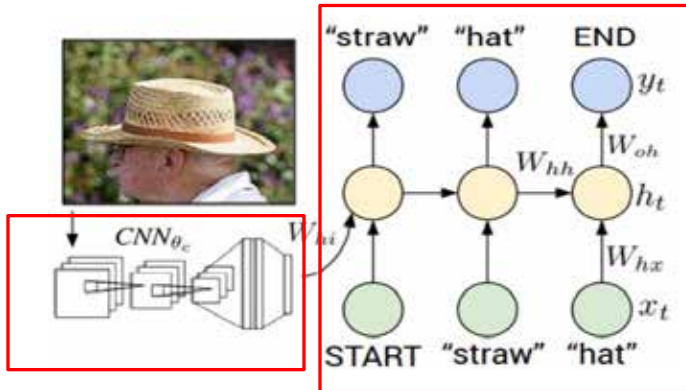 “straw” “hat” END
y_t
W_hh W_oh
CNN_θc W_hi h_t
W_hx
x_t
START “straw” “hat”